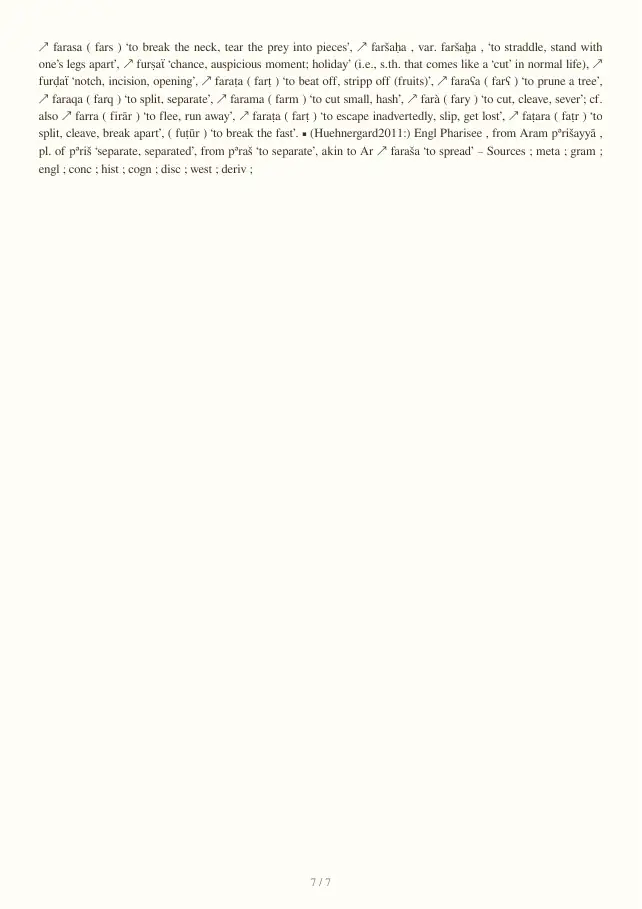 ↗ farasa ( fars ) ‘to break the neck, tear the prey into pieces’, ↗ faršaḥa , var. faršaḫa , ‘to straddle, stand with
one’s legs apart’, ↗ furṣaẗ ‘chance, auspicious moment; holiday’ (i.e., s.th. that comes like a ‘cut’ in normal life), ↗
furḍaẗ ‘notch, incision, opening’, ↗ faraṭa ( farṭ ) ‘to beat off, stripp off (fruits)’, ↗ faraʕa ( farʕ ) ‘to prune a tree’,
↗ faraqa ( farq ) ‘to split, separate’, ↗ farama ( farm ) ‘to cut small, hash’, ↗ farà ( fary ) ‘to cut, cleave, sever’; cf.
also ↗ farra ( firār ) ‘to flee, run away’, ↗ faraṭa ( farṭ ) ‘to escape inadvertedly, slip, get lost’, ↗ faṭara ( faṭr ) ‘to
split, cleave, break apart’, ( fuṭūr ) ‘to break the fast’. ▪ (Huehnergard2011:) Engl Pharisee , from Aram pᵊrišayyā ,
pl. of pᵊriš ‘separate, separated’, from pᵊraš ‘to separate’, akin to Ar ↗ faraša ‘to spread’ – Sources ; meta ; gram ;
engl ; conc ; hist ; cogn ; disc ; west ; deriv ;
7 / 7